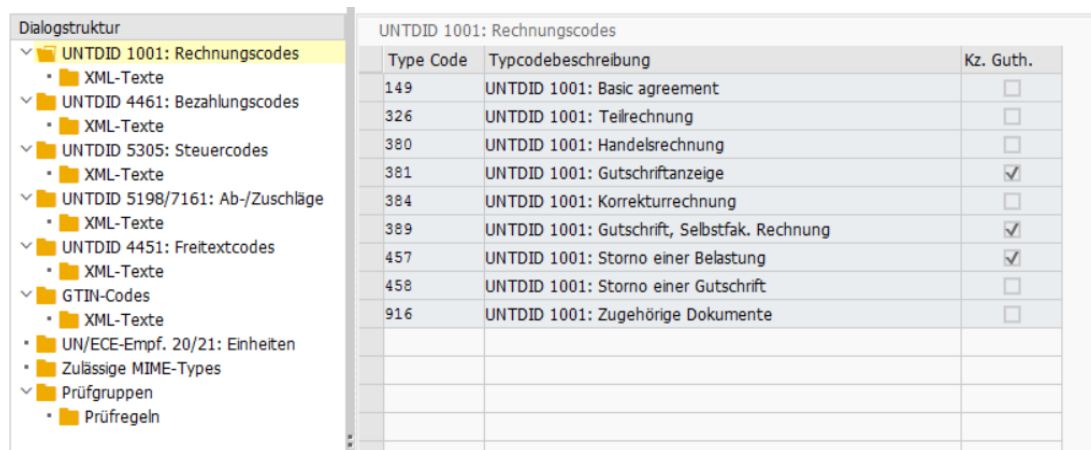 Dialogstruktur
UNTDID 1001: Rechnungscodes
XML-Texte
UNTDID 4461: Bezahlungscodes
XML-Texte
UNTDID 5305: Steuercodes
XML-Texte
UNTDID 5198/7161: Ab-/Zuschläge
XML-Texte
UNTDID 4451: Freitextcodes
XML-Texte
GTIN-Codes
XML-Texte
UN/ECE-Empf. 20/21: Einheiten
Zulässige MIME-Types
Prüfgruppen
Prüfregeln
UNTDID 1001: Rechnungscodes
Type Code Typcodebeschreibung Kz. Guth.
149 UNTDID 1001: Basic agreement
326 UNTDID 1001: Teilrechnung
380 UNTDID 1001: Handelsrechnung
381 UNTDID 1001: Gutschriftanzeige
384 UNTDID 1001: Korrekturrechnung
389 UNTDID 1001: Gutschrift, Selbstfak. Rechnung
457 UNTDID 1001: Storno einer Belastung
458 UNTDID 1001: Storno einer Gutschrift
916 UNTDID 1001: Zugehörige Dokumente